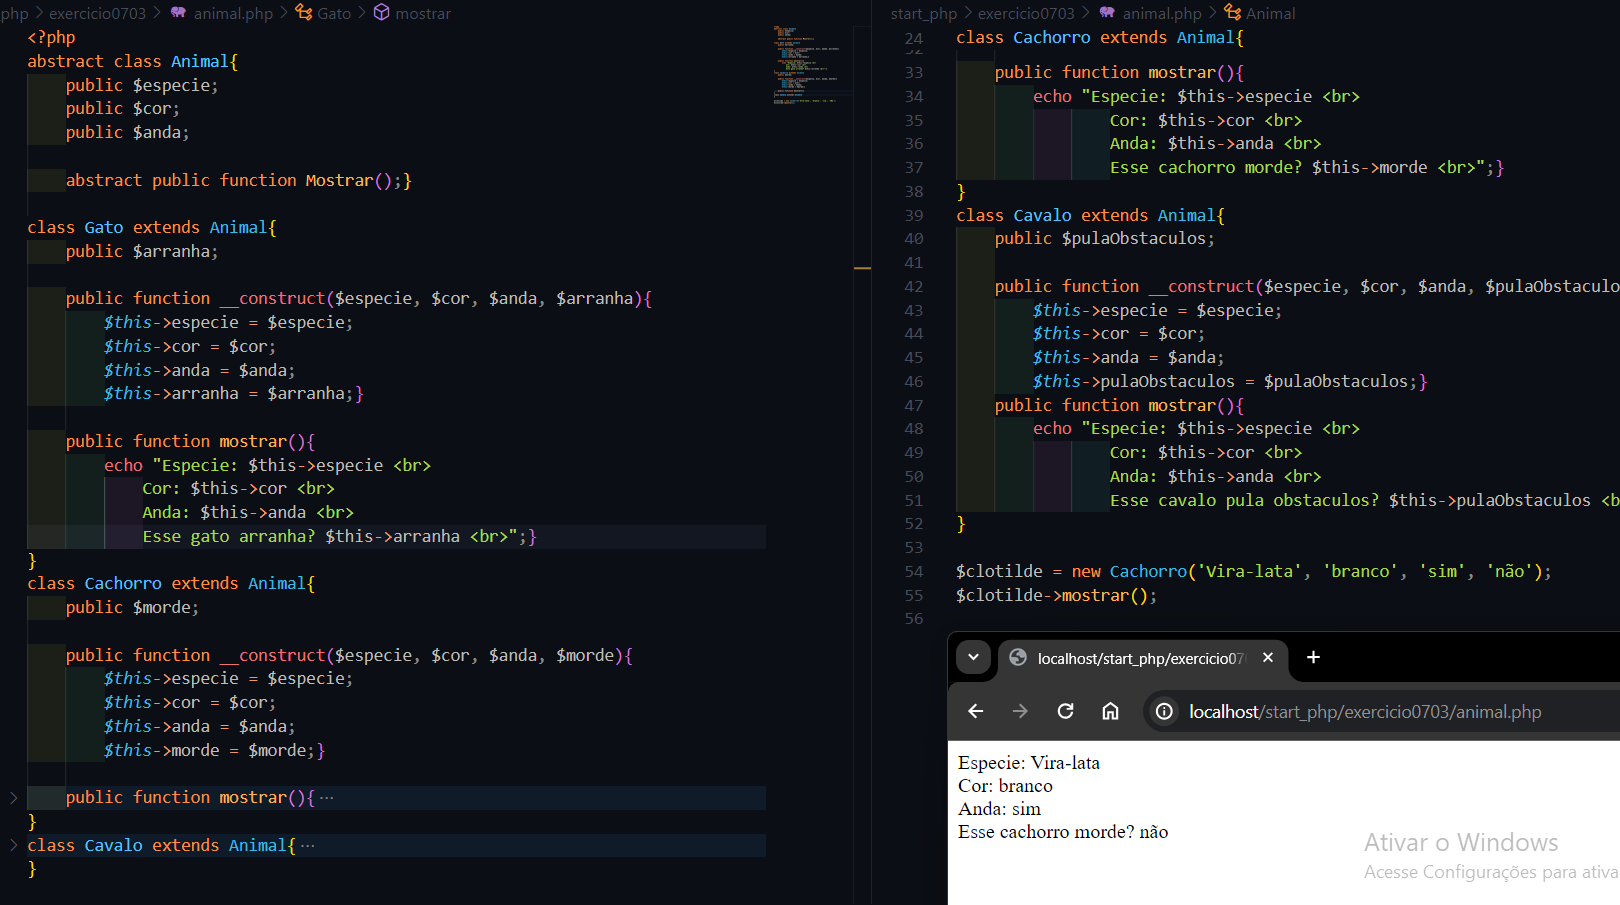 php > exercicio0703 > animal.php > Gato > mostrar
<?php
abstract class Animal{
    public $especie;
    public $cor;
    public $anda;

    abstract public function Mostrar();}

class Gato extends Animal{
    public $arranha;

    public function __construct($especie, $cor, $anda, $arranha){
        $this->especie = $especie;
        $this->cor = $cor;
        $this->anda = $anda;
        $this->arranha = $arranha;}

    public function mostrar(){
        echo "Especie: $this->especie <br>
            Cor: $this->cor <br>
            Anda: $this->anda <br>
            Esse gato arranha? $this->arranha <br>";}
}
class Cachorro extends Animal{
    public $morde;

    public function __construct($especie, $cor, $anda, $morde){
        $this->especie = $especie;
        $this->cor = $cor;
        $this->anda = $anda;
        $this->morde = $morde;}

    public function mostrar(){ ...
}
class Cavalo extends Animal{ ...
}
start_php > exercicio0703 > animal.php > Animal
24 class Cachorro extends Animal{
32
33     public function mostrar(){
34         echo "Especie: $this->especie <br>
35                 Cor: $this->cor <br>
36                 Anda: $this->anda <br>
37                 Esse cachorro morde? $this->morde <br>";}
38 }
39 class Cavalo extends Animal{
40     public $pulaObstaculos;
41
42     public function __construct($especie, $cor, $anda, $pulaObstaculo
43         $this->especie = $especie;
44         $this->cor = $cor;
45         $this->anda = $anda;
46         $this->pulaObstaculos = $pulaObstaculos;}
47     public function mostrar(){
48         echo "Especie: $this->especie <br>
49                 Cor: $this->cor <br>
50                 Anda: $this->anda <br>
51                 Esse cavalo pula obstaculos? $this->pulaObstaculos <b
52 }
53
54 $clotilde = new Cachorro('Vira-lata', 'branco', 'sim', 'não');
55 $clotilde->mostrar();
56
localhost/start_php/exercicio07
localhost/start_php/exercicio0703/animal.php
Especie: Vira-lata
Cor: branco
Anda: sim
Esse cachorro morde? não
Ativar o Windows
Acesse Configurações para ativa